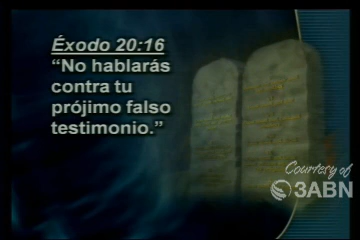 Éxodo 20:16
“No hablarás
contra tu
prójimo falso
testimonio.”
Courtesy of
3ABN